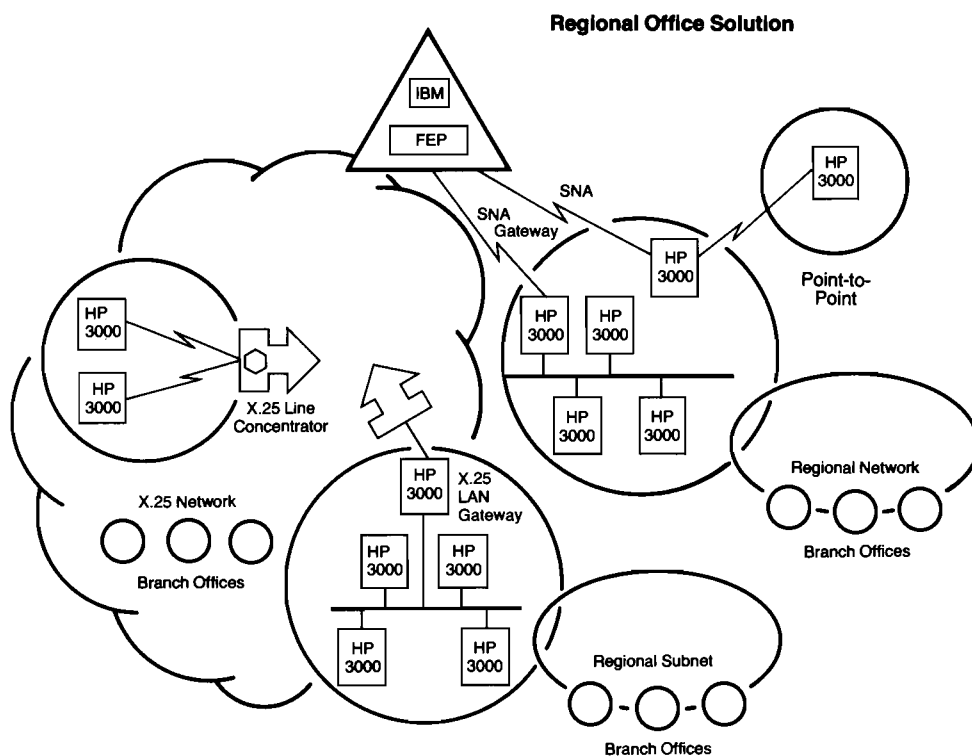 Regional Office Solution
IBM
FEP
HP
3000
SNA
SNA
Gateway
Point-to-
Point
HP
3000
HP
3000
HP
3000
HP
3000
HP
3000
HP
3000
HP
3000
X.25 Line
Concentrator
HP
3000
X.25
LAN
Gateway
Regional Network
Branch Offices
X.25 Network
Branch Offices
HP
3000
HP
3000
HP
3000
HP
3000
Regional Subnet
Branch Offices